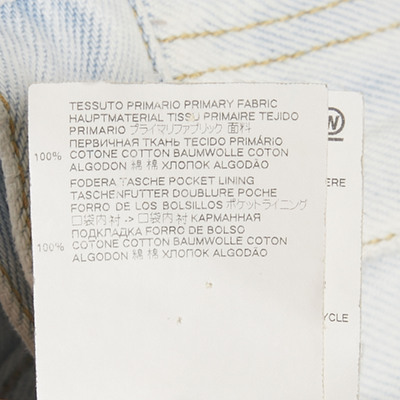 TESSUTO PRIMARIO PRIMARY FABRIC
HAUPTMATERIAL TISSU PRIMAIRE TEJIDO
PRIMARIO プライマリファブリック 面料
ПЕРВИЧНАЯ ТКАНЬ TECIDO PRIMÁRIO
100% COTONE COTTON BAUMWOLLE COTON
ALGODON 綿 棉 ХЛОПОК ALGODÃO
FODERA TASCHE POCKET LINING
TASCHENFUTTER DOUBLURE POCHE
FORRO DE LOS BOLSILLOS ポケットライニング
口袋内衬 -> 口袋内衬 КАРМАННАЯ
ПОДКЛАДКА FORRO DE BOLSO
100% COTONE COTTON BAUMWOLLE COTON
ALGODON 綿 棉 ХЛОПОК ALGODÃO
W
ERE
YCLE